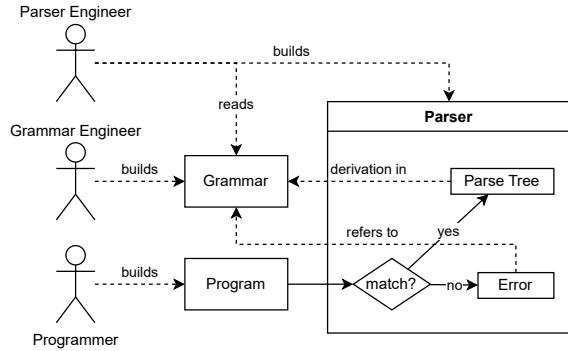 Parser Engineer
builds
reads
Parser
Grammar Engineer
builds
Grammar
derivation in
Parse Tree
refers to
yes
builds
Program
match?
no
Error
Programmer